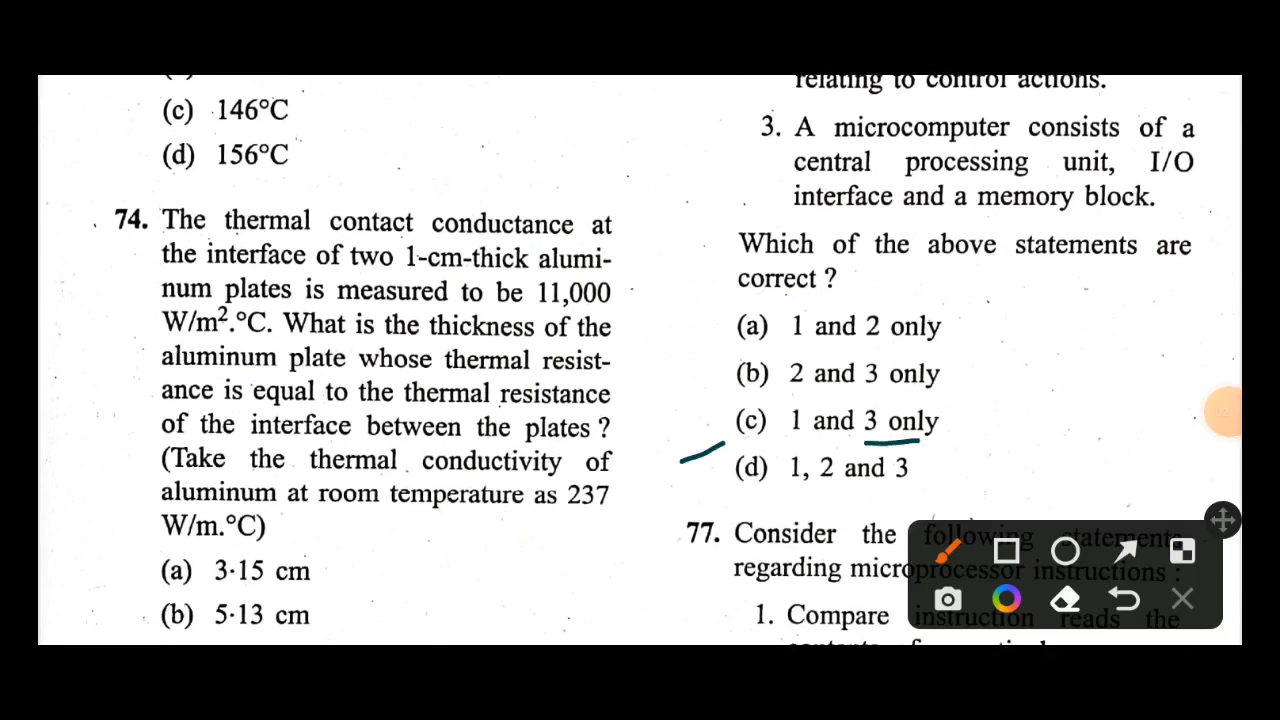 (c) 146°C
(d) 156°C
74. The thermal contact conductance at
the interface of two 1-cm-thick alumi-
num plates is measured to be 11,000
W/m².°C. What is the thickness of the
aluminum plate whose thermal resist-
ance is equal to the thermal resistance
of the interface between the plates ?
(Take the thermal conductivity of
aluminum at room temperature as 237
W/m.°C)
(a) 3·15 cm
(b) 5·13 cm
relating to control actions.
3. A microcomputer consists of a
central processing unit, I/O
interface and a memory block.
Which of the above statements are
correct ?
(a) 1 and 2 only
(b) 2 and 3 only
(c) 1 and 3 only
(d) 1, 2 and 3
77. Consider the following statements
regarding microprocessor instructions :
1. Compare instruction reads the